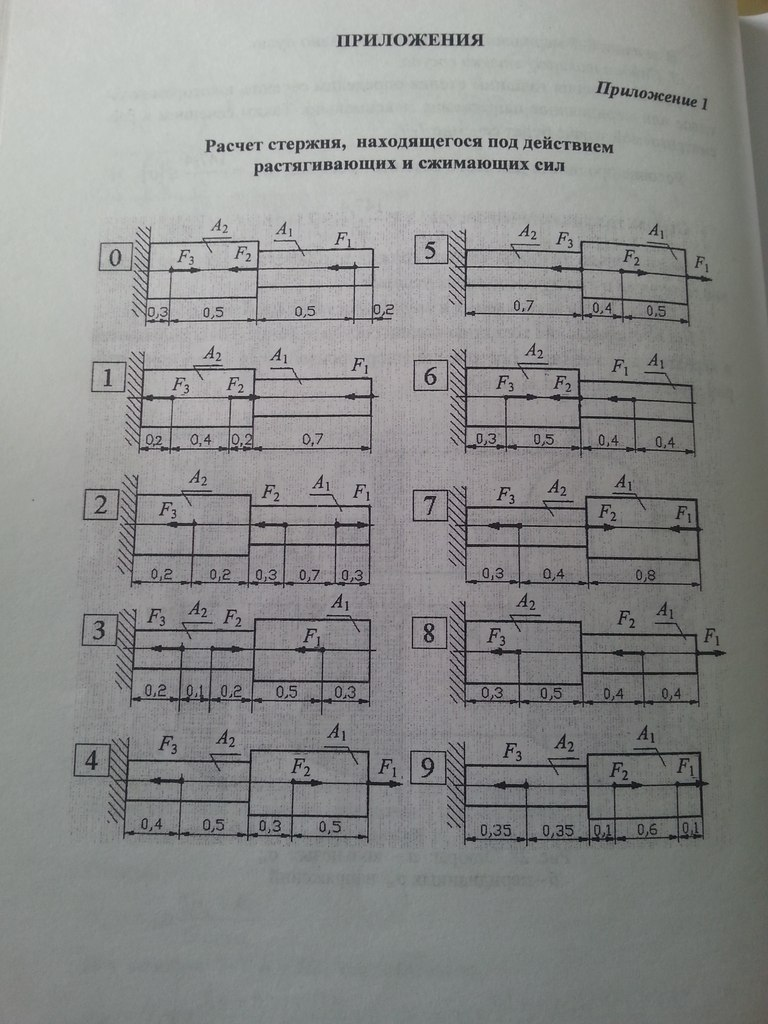 ПРИЛОЖЕНИЯ
Приложение 1
Расчет стержня, находящегося под действием
растягивающих и сжимающих сил
0 F3 A2 F2 A1 F1
0,3 0,5 0,5 0,2
5 A2 F3 F2 A1 F1
0,7 0,4 0,5
1 F3 A2 F2 A1 F1
0,2 0,4 0,2 0,7
6 F3 A2 F2 F1 A1
0,3 0,5 0,4 0,4
2 F3 A2 F2 A1 F1
0,2 0,2 0,3 0,7 0,3
7 F3 A2 F2 A1 F1
0,3 0,4 0,8
3 F3 A2 F2 F1 A1
0,2 0,1 0,2 0,5 0,3
8 F3 A2 F2 A1 F1
0,3 0,5 0,4 0,4
4 F3 A2 F2 A1 F1
0,4 0,5 0,3 0,5
9 F3 A2 F2 A1 F1
0,35 0,35 0,1 0,6 0,1